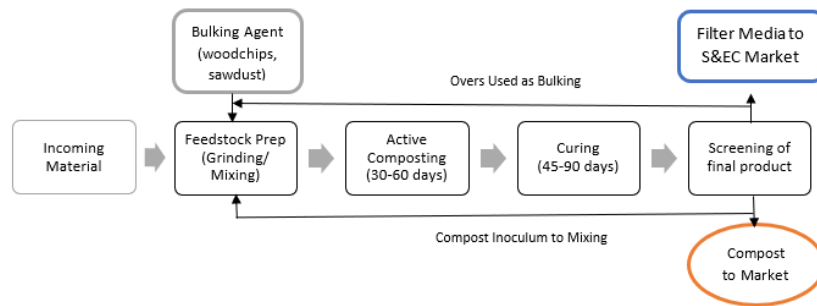 Bulking Agent
(woodchips,
sawdust)
Filter Media to
S&EC Market
Overs Used as Bulking
Incoming
Material
Feedstock Prep
(Grinding/
Mixing)
Active
Composting
(30-60 days)
Curing
(45-90 days)
Screening of
final product
Compost Inoculum to Mixing
Compost
to Market